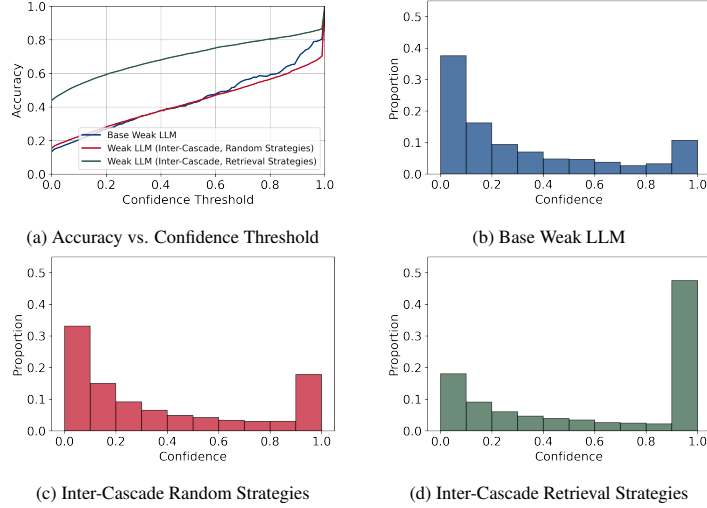 1.0
0.8
0.6
0.4
0.2
0.0
Accuracy
Base Weak LLM
Weak LLM (Inter-Cascade, Random Strategies)
Weak LLM (Inter-Cascade, Retrieval Strategies)
0.0 0.2 0.4 0.6 0.8 1.0
Confidence Threshold
(a) Accuracy vs. Confidence Threshold
0.5
0.4
0.3
0.2
0.1
0.0
Proportion
0.0 0.2 0.4 0.6 0.8 1.0
Confidence
(b) Base Weak LLM
0.5
0.4
0.3
0.2
0.1
0.0
Proportion
0.0 0.2 0.4 0.6 0.8 1.0
Confidence
(c) Inter-Cascade Random Strategies
0.5
0.4
0.3
0.2
0.1
0.0
Proportion
0.0 0.2 0.4 0.6 0.8 1.0
Confidence
(d) Inter-Cascade Retrieval Strategies